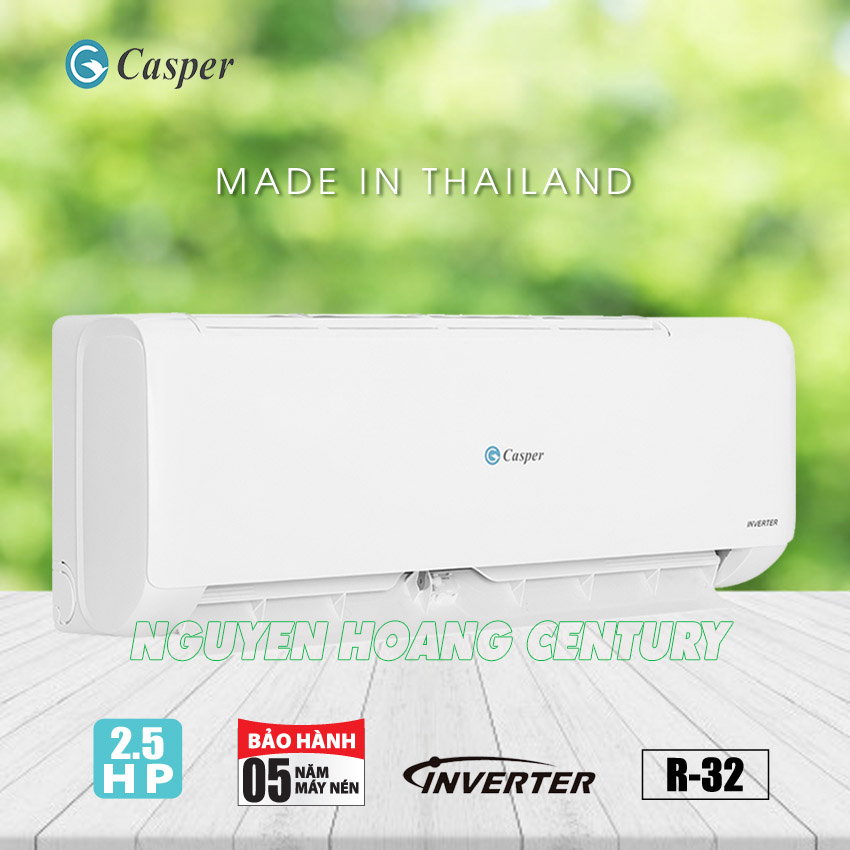 Casper
MADE IN THAILAND
Casper
INVERTER
NGUYEN HOANG CENTURY
2.5
HP
BẢO HÀNH
05 NĂM
MÁY NÉN
INVERTER
R-32